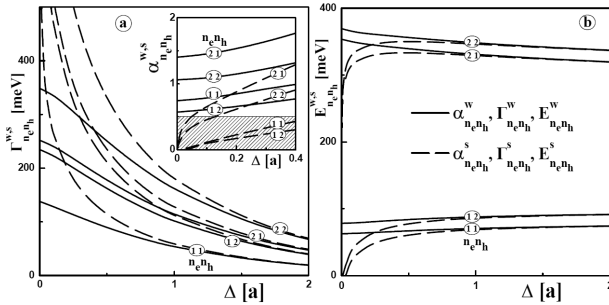 a
400
200
0
Γ^{w,s}_{n_e n_h} [meV]
0
1
2
Δ [a]
2 2
2 1
1 2
1 1
n_e n_h
α^{w,s}_{n_e n_h}
2
1
0
0
0.2
0.4
Δ [a]
n_e n_h
2 1
2 2
1 1
1 2
2 1
2 2
1 1
1 2
b
400
200
0
E^{w,s}_{n_e n_h} [meV]
0
1
2
Δ [a]
2 2
2 1
α^w_{n_e n_h}, Γ^w_{n_e n_h}, E^w_{n_e n_h}
α^s_{n_e n_h}, Γ^s_{n_e n_h}, E^s_{n_e n_h}
1 2
1 1
n_e n_h